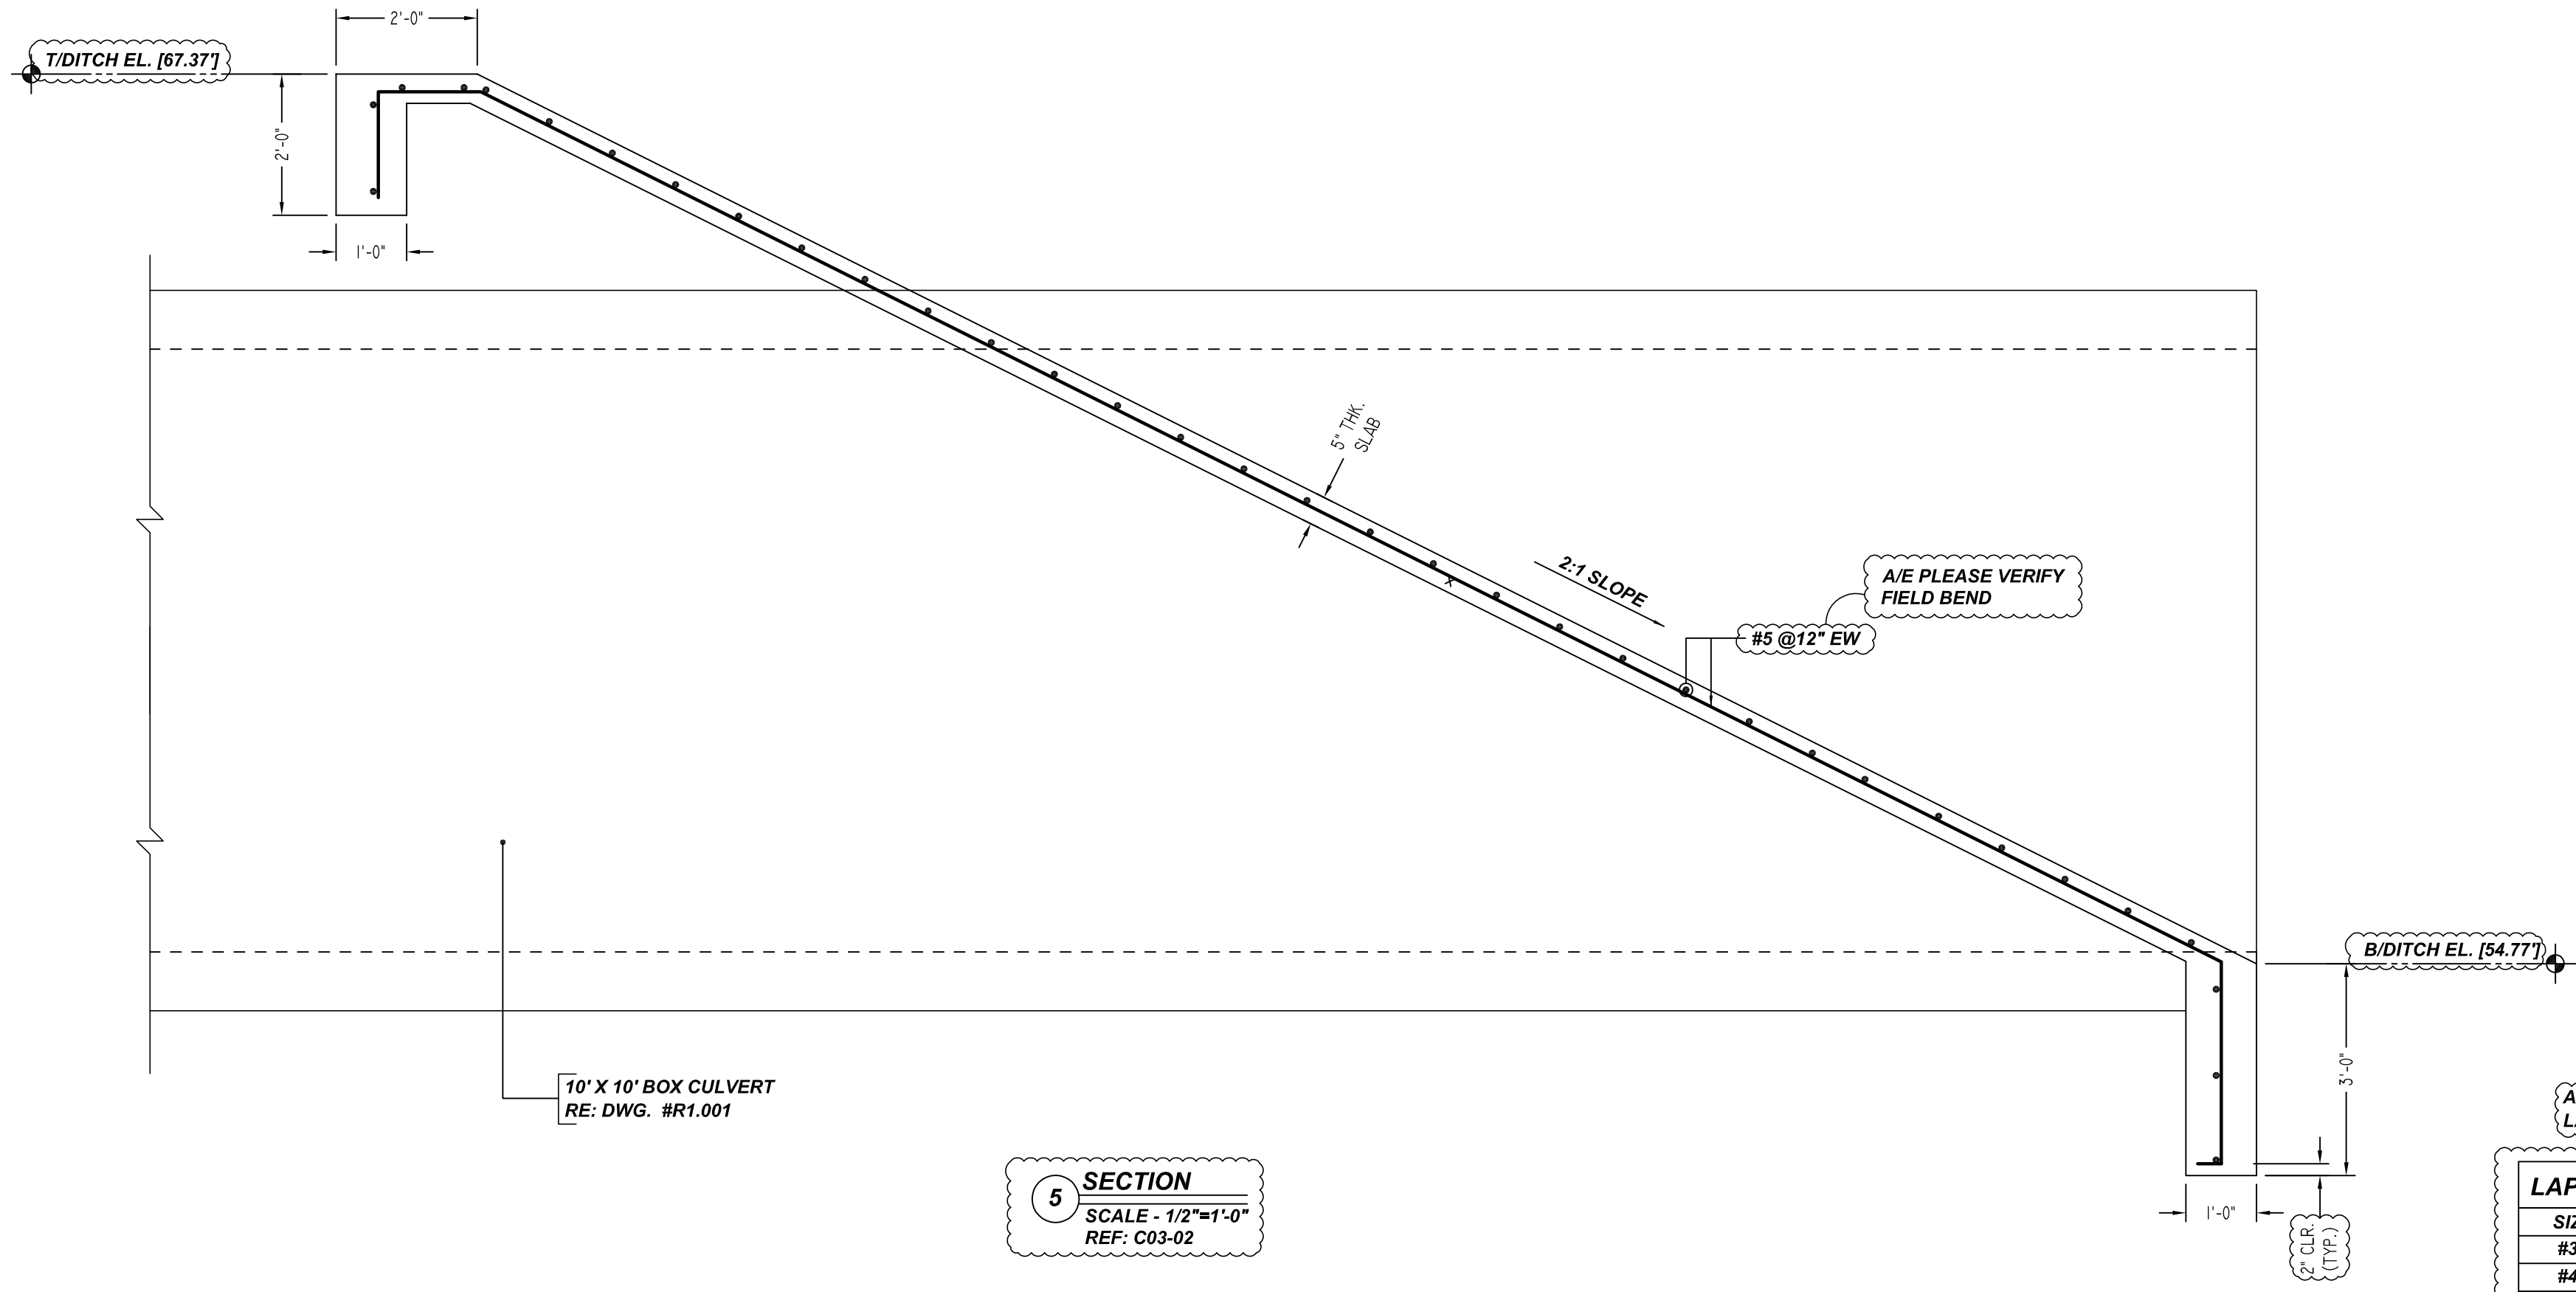 2'-0"
T/DITCH EL. [67.37']
2'-0"
1'-0"
5" THK.
SLAB
2:1 SLOPE
A/E PLEASE VERIFY
FIELD BEND
#5 @12" EW
x
B/DITCH EL. [54.77']
3'-0"
10' X 10' BOX CULVERT
RE: DWG. #R1.001
5
SECTION
SCALE - 1/2"=1'-0"
REF: C03-02
1'-0"
2" CLR.
(TYP.)
#3
#4